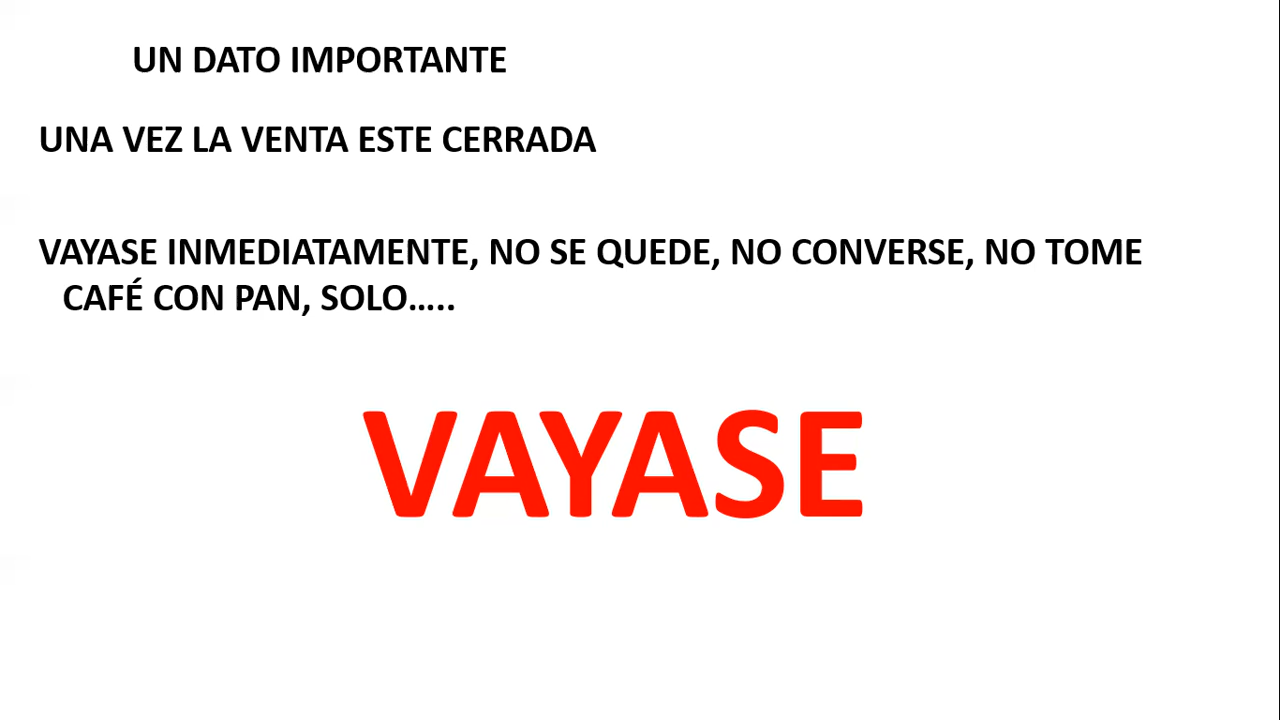 UN DATO IMPORTANTE
UNA VEZ LA VENTA ESTE CERRADA
VAYASE INMEDIATAMENTE, NO SE QUEDE, NO CONVERSE, NO TOME
CAFÉ CON PAN, SOLO…..
VAYASE